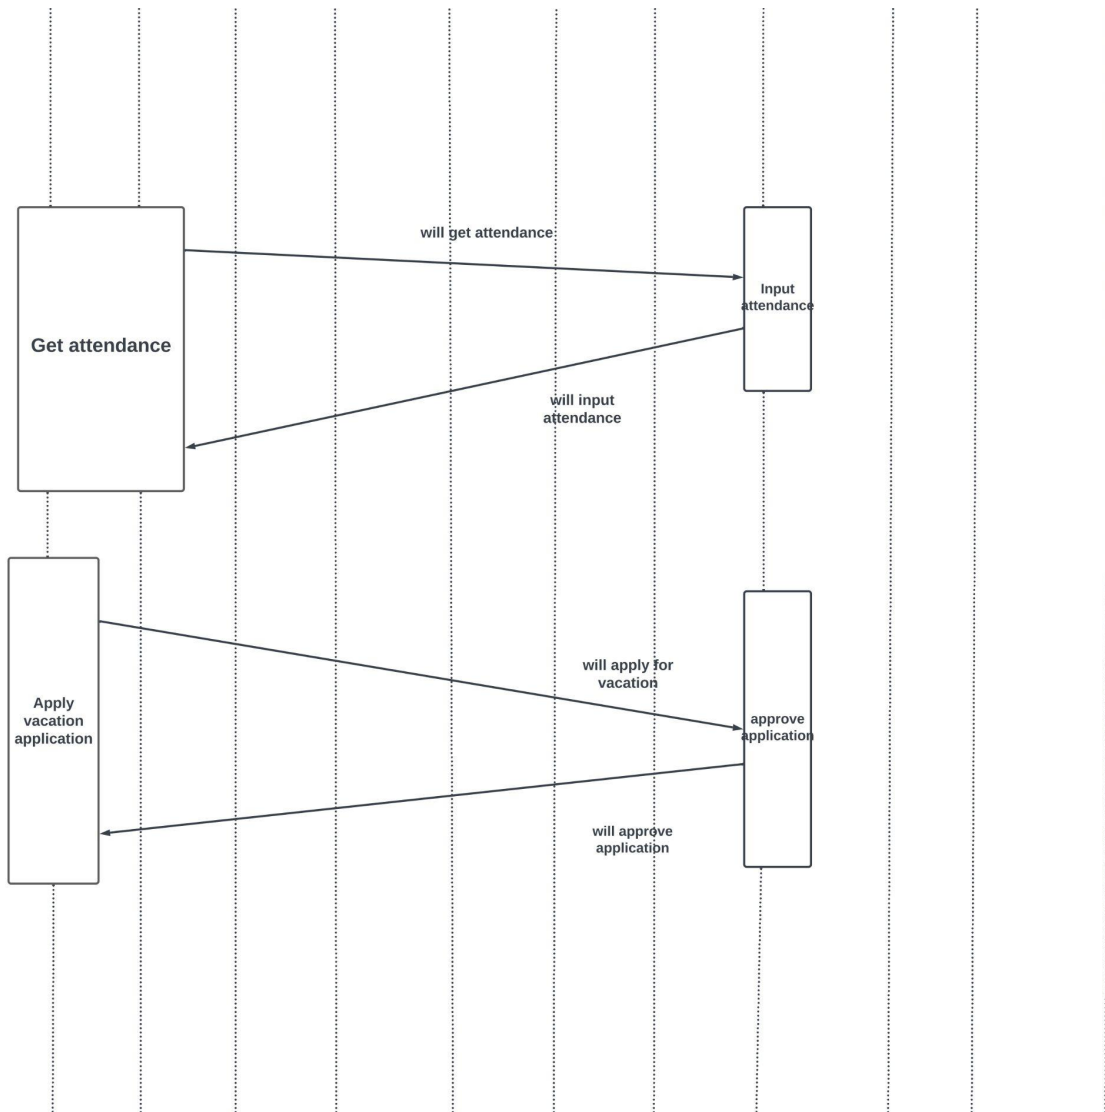 will get attendance
Input
attendance
Get attendance
will input
attendance
will apply for
vacation
Apply
vacation
application
approve
application
will approve
application